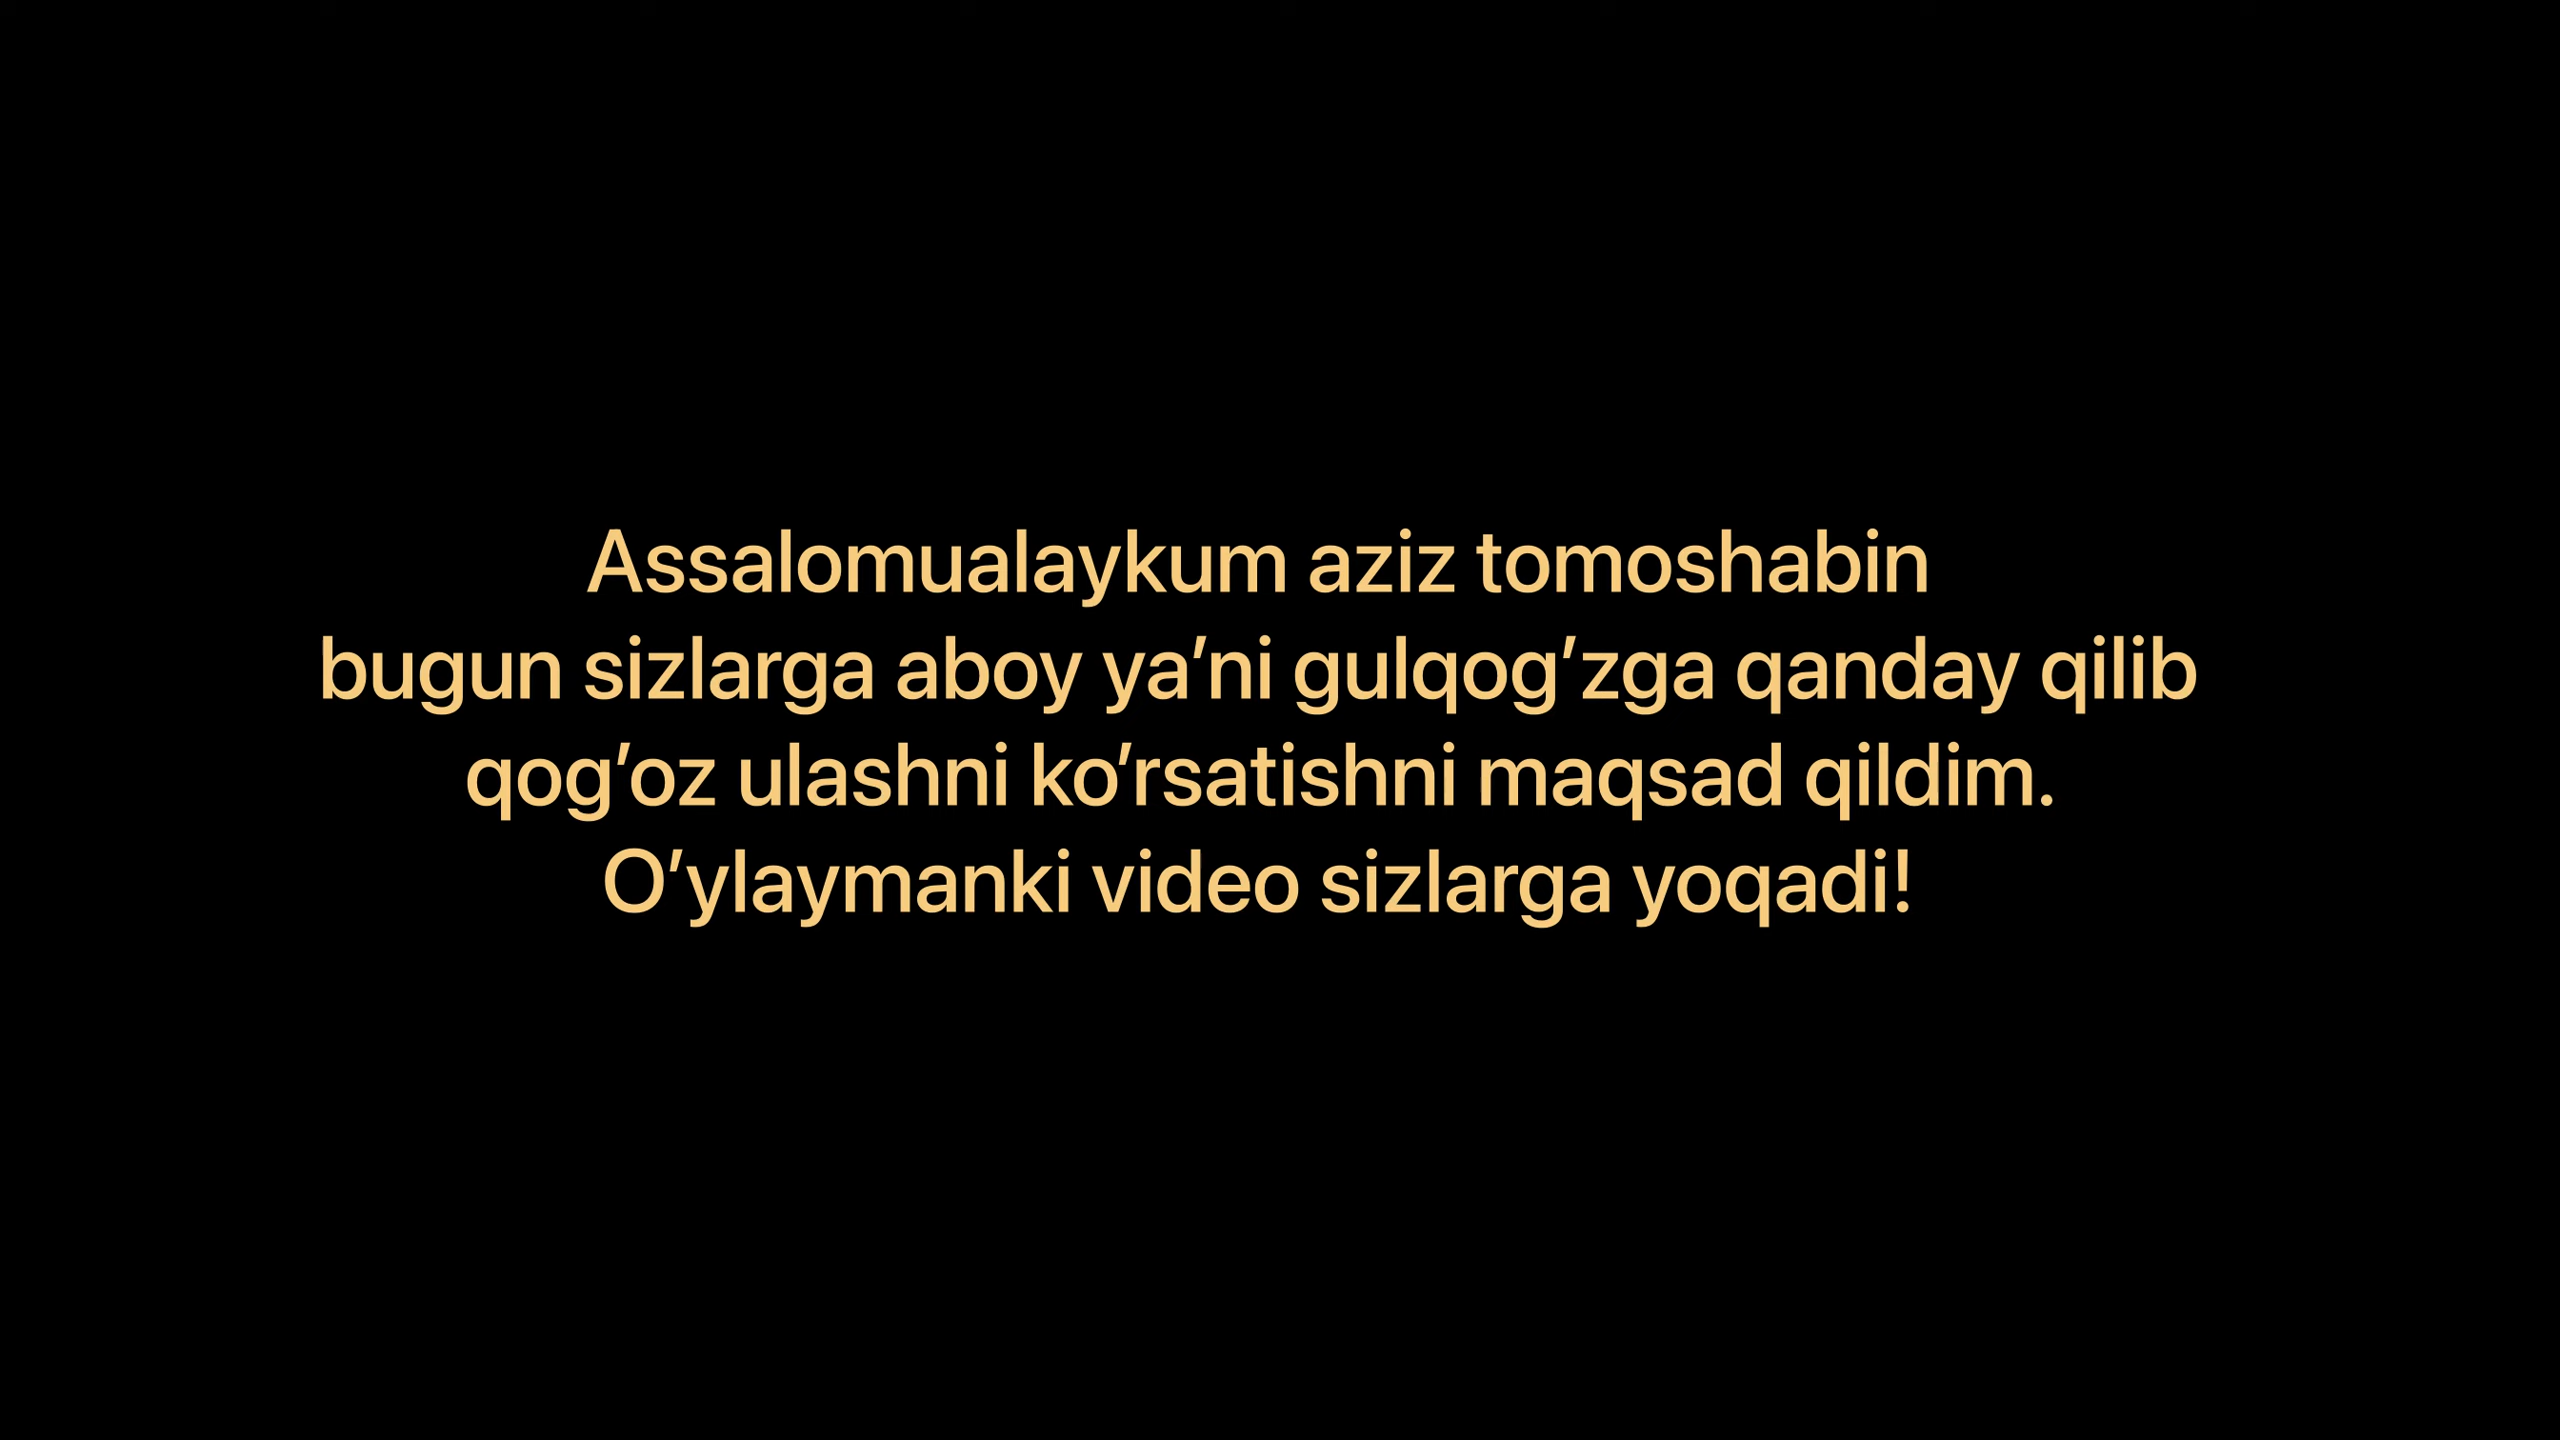 Assalomualaykum aziz tomoshabin
bugun sizlarga aboy ya’ni gulqog’zga qanday qilib
qog’oz ulashni ko’rsatishni maqsad qildim.
O’ylaymanki video sizlarga yoqadi!